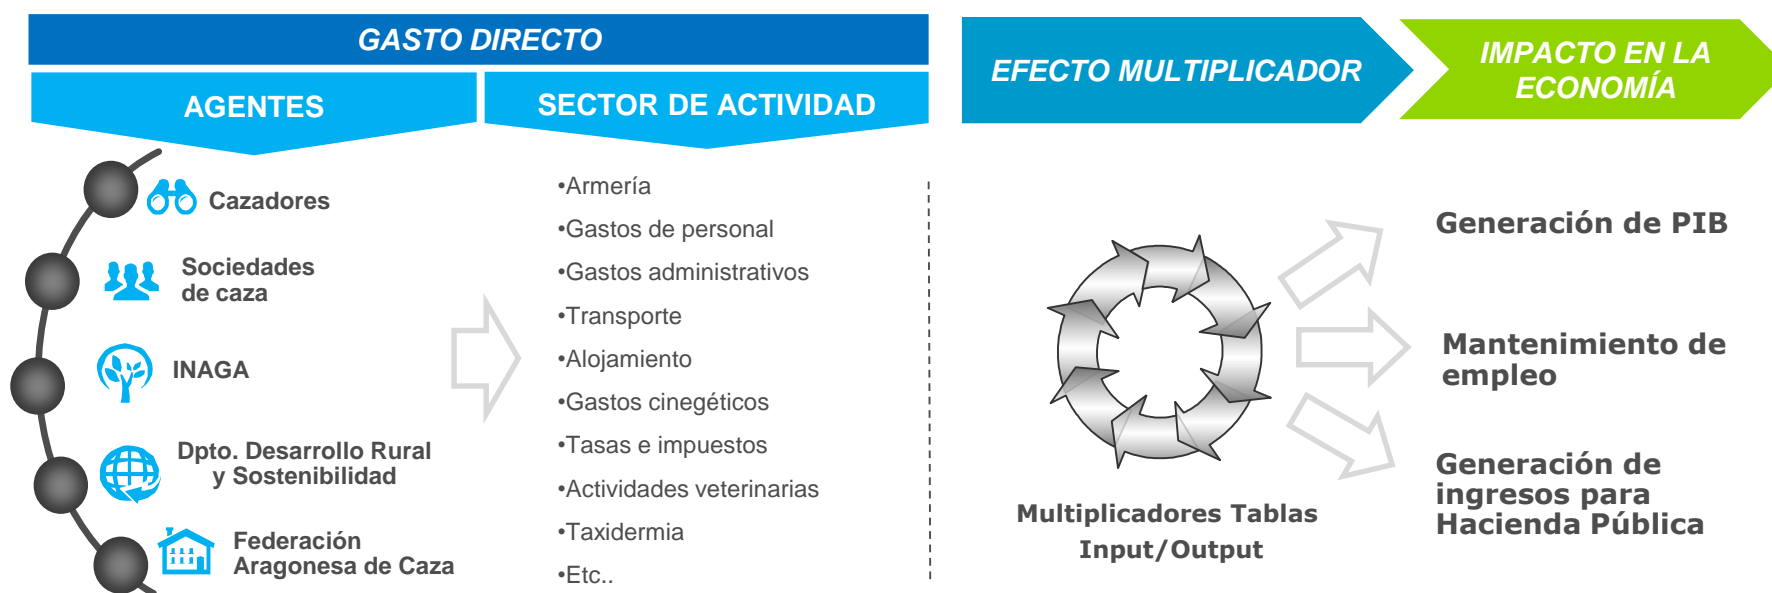 GASTO DIRECTO
AGENTES
SECTOR DE ACTIVIDAD
EFECTO MULTIPLICADOR
IMPACTO EN LA
ECONOMÍA
Cazadores
Sociedades
de caza
INAGA
Dpto. Desarrollo Rural
y Sostenibilidad
Federación
Aragonesa de Caza
•Armería
•Gastos de personal
•Gastos administrativos
•Transporte
•Alojamiento
•Gastos cinegéticos
•Tasas e impuestos
•Actividades veterinarias
•Taxidermia
•Etc..
Multiplicadores Tablas
Input/Output
Generación de PIB
Mantenimiento de
empleo
Generación de
ingresos para
Hacienda Pública